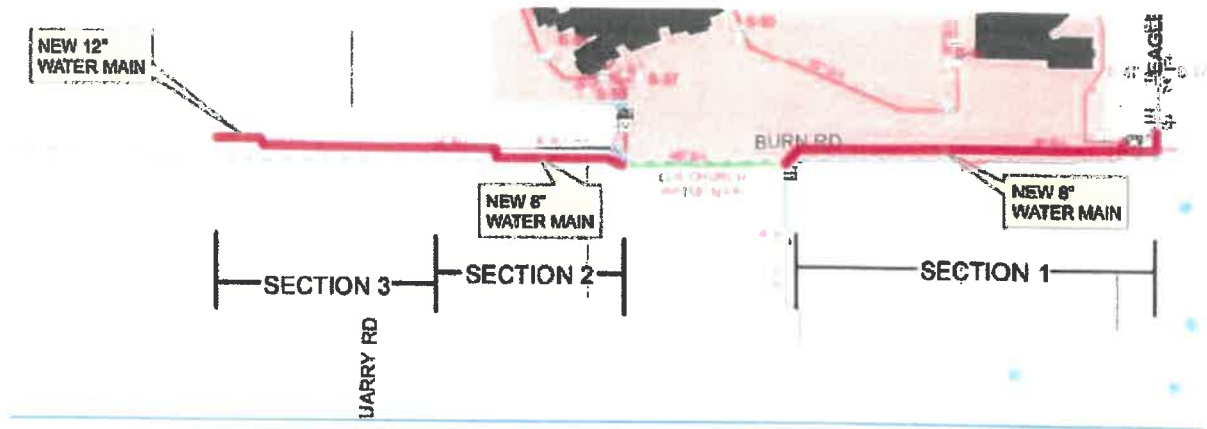 NEW 12"
WATER MAIN
EAGLE
BURN RD
NEW 8"
WATER MAIN
NEW 8"
WATER MAIN
SECTION 3
SECTION 2
SECTION 1
UARRY RD